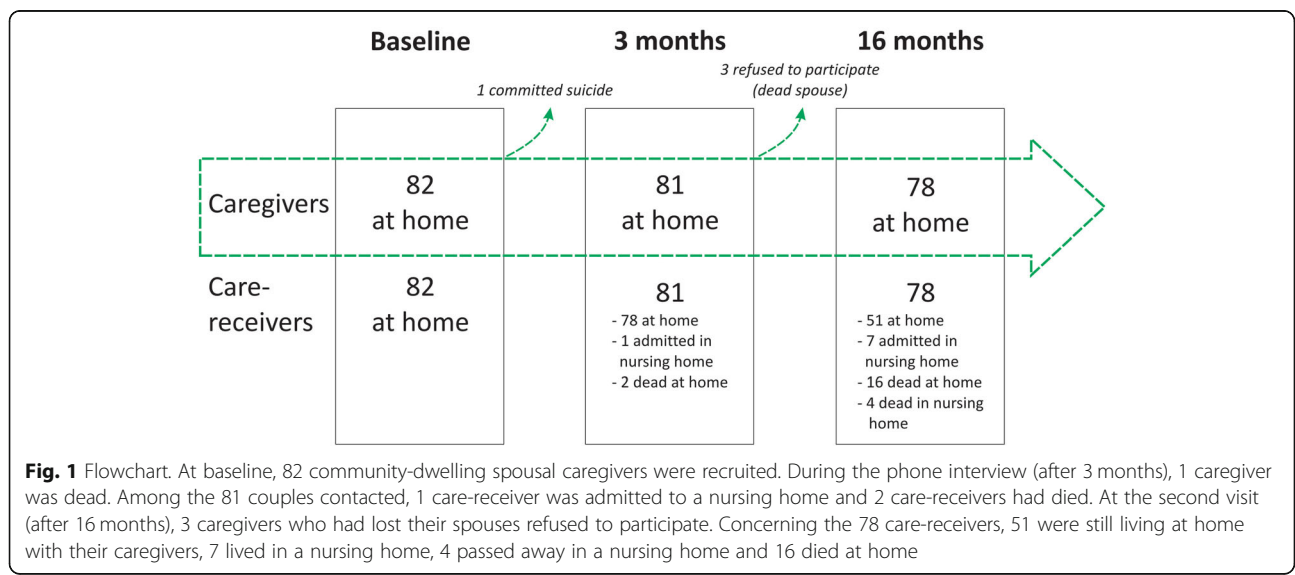 Baseline
3 months
16 months
1 committed suicide
3 refused to participate
(dead spouse)
Caregivers
82
at home
81
at home
78
at home
Care-
receivers
82
at home
81
- 78 at home
- 1 admitted in
nursing home
- 2 dead at home
78
- 51 at home
- 7 admitted in
nursing home
- 16 dead at home
- 4 dead in nursing
home
Fig. 1 Flowchart. At baseline, 82 community-dwelling spousal caregivers were recruited. During the phone interview (after 3 months), 1 caregiver
was dead. Among the 81 couples contacted, 1 care-receiver was admitted to a nursing home and 2 care-receivers had died. At the second visit
(after 16 months), 3 caregivers who had lost their spouses refused to participate. Concerning the 78 care-receivers, 51 were still living at home
with their caregivers, 7 lived in a nursing home, 4 passed away in a nursing home and 16 died at home